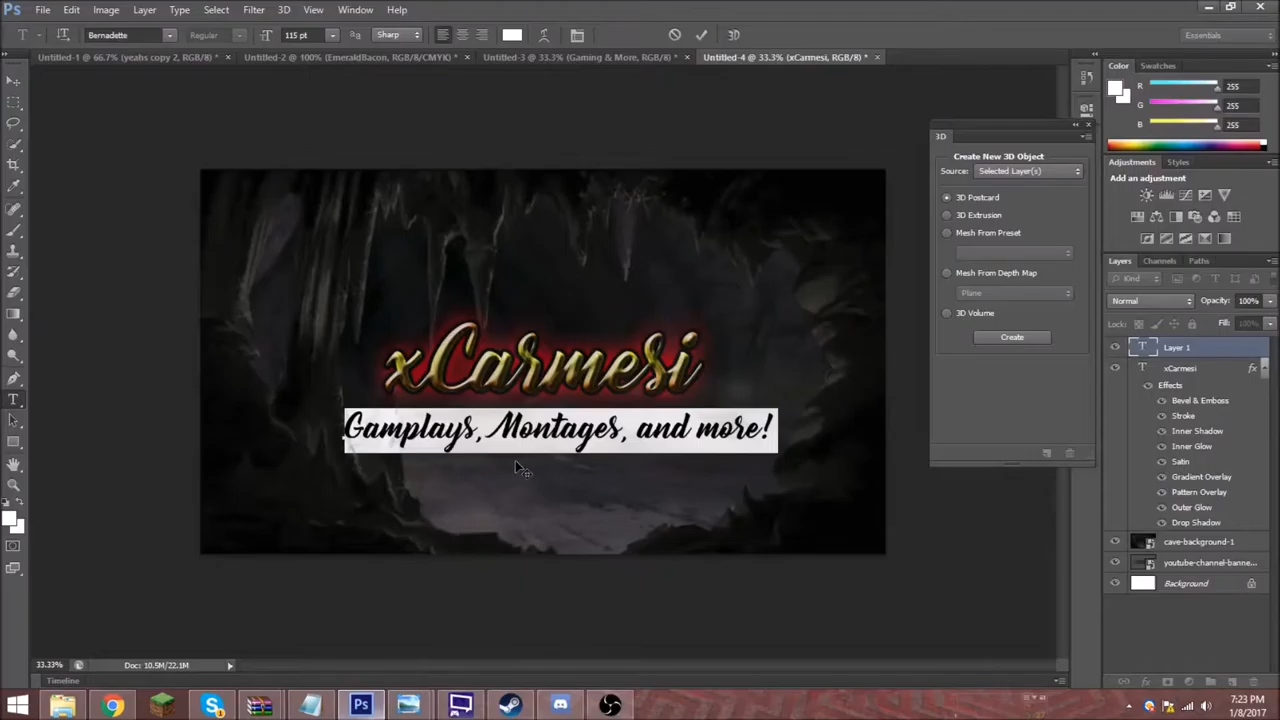 Ps File Edit Image Layer Type Select Filter 3D View Window Help
T Bernadette Regular 115 pt aa Sharp 3D Essentials
Untitled-1 @ 66.7% (yeahs copy 2, RGB/8) * × Untitled-2 @ 100% (EmeraldBacon, RGB/8/CMYK) * × Untitled-3 @ 33.3% (Gaming & More, RGB/8) * × Untitled-4 @ 33.3% (xCarmesi, RGB/8) * ×
Color Swatches
R 255
G 255
B 255
3D
Create New 3D Object
Source: Selected Layer(s)
3D Postcard
3D Extrusion
Mesh From Preset
Mesh From Depth Map
Plane
3D Volume
Create
Adjustments Styles
Add an adjustment
Layers Channels Paths
Kind
Normal Opacity: 100%
Lock: Fill: 100%
T Layer 1
T xCarmesi fx
Effects
Bevel & Emboss
Stroke
Inner Shadow
Inner Glow
Satin
Gradient Overlay
Pattern Overlay
Outer Glow
Drop Shadow
cave-background-1
youtube-channel-banne...
Background
xCarmesi
Gamplays, Montages, and more!
33.33% Doc: 10.5M/22.1M
Timeline
7:23 PM
1/8/2017